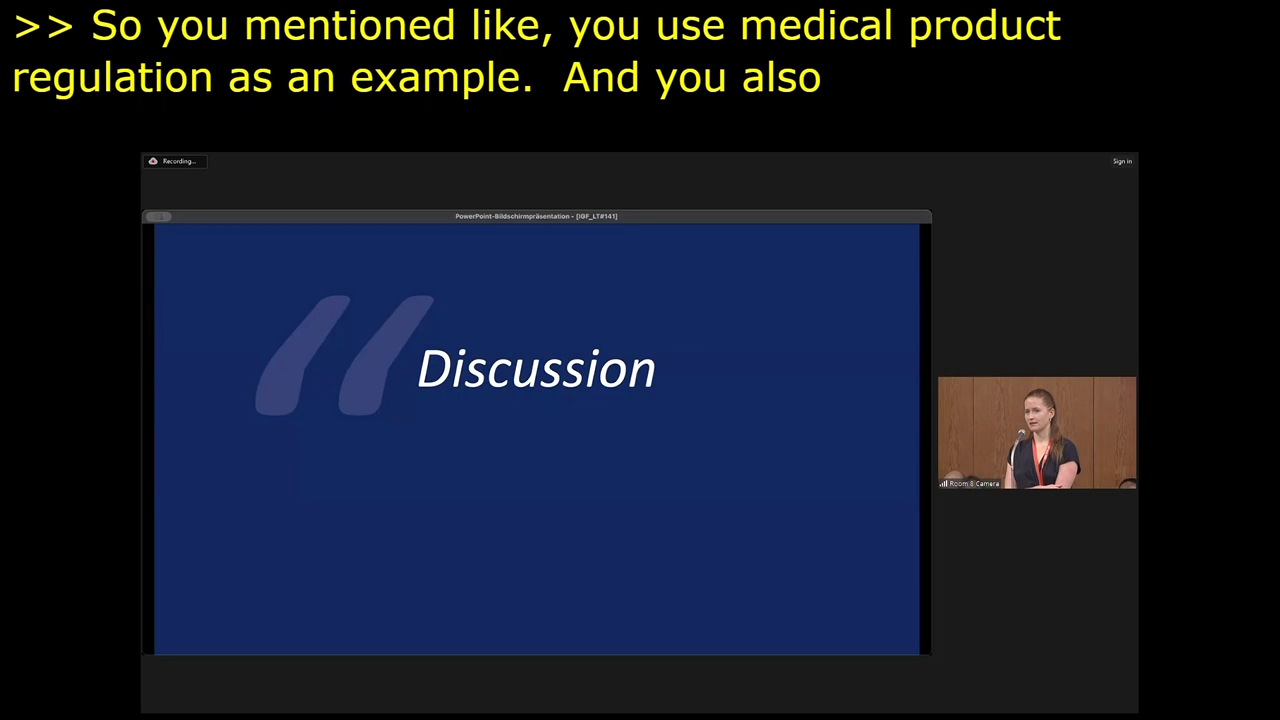 >> So you mentioned like, you use medical product
regulation as an example.  And you also
Recording...
Sign in
PowerPoint-Bildschirmpräsentation - [IGF_LT#141]
“
Discussion
Room 8 Camera